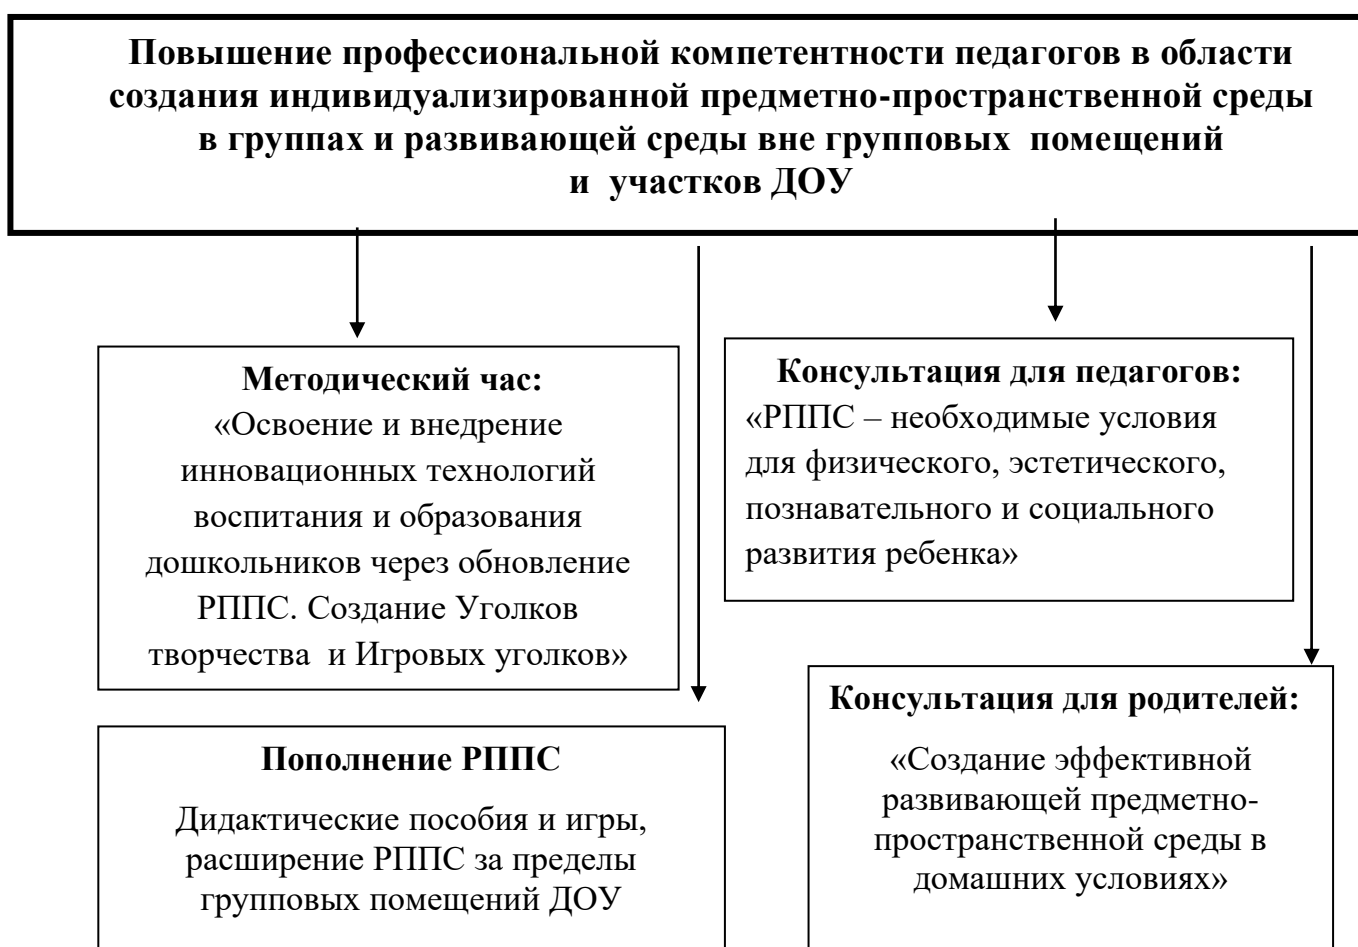 Повышение профессиональной компетентности педагогов в области
создания индивидуализированной предметно-пространственной среды
в группах и развивающей среды вне групповых помещений
и участков ДОУ
Методический час:
«Освоение и внедрение
инновационных технологий
воспитания и образования
дошкольников через обновление
РППС. Создание Уголков
творчества и Игровых уголков»
Консультация для педагогов:
«РППС – необходимые условия
для физического, эстетического,
познавательного и социального
развития ребенка»
Пополнение РППС
Дидактические пособия и игры,
расширение РППС за пределы
групповых помещений ДОУ
Консультация для родителей:
«Создание эффективной
развивающей предметно-
пространственной среды в
домашних условиях»